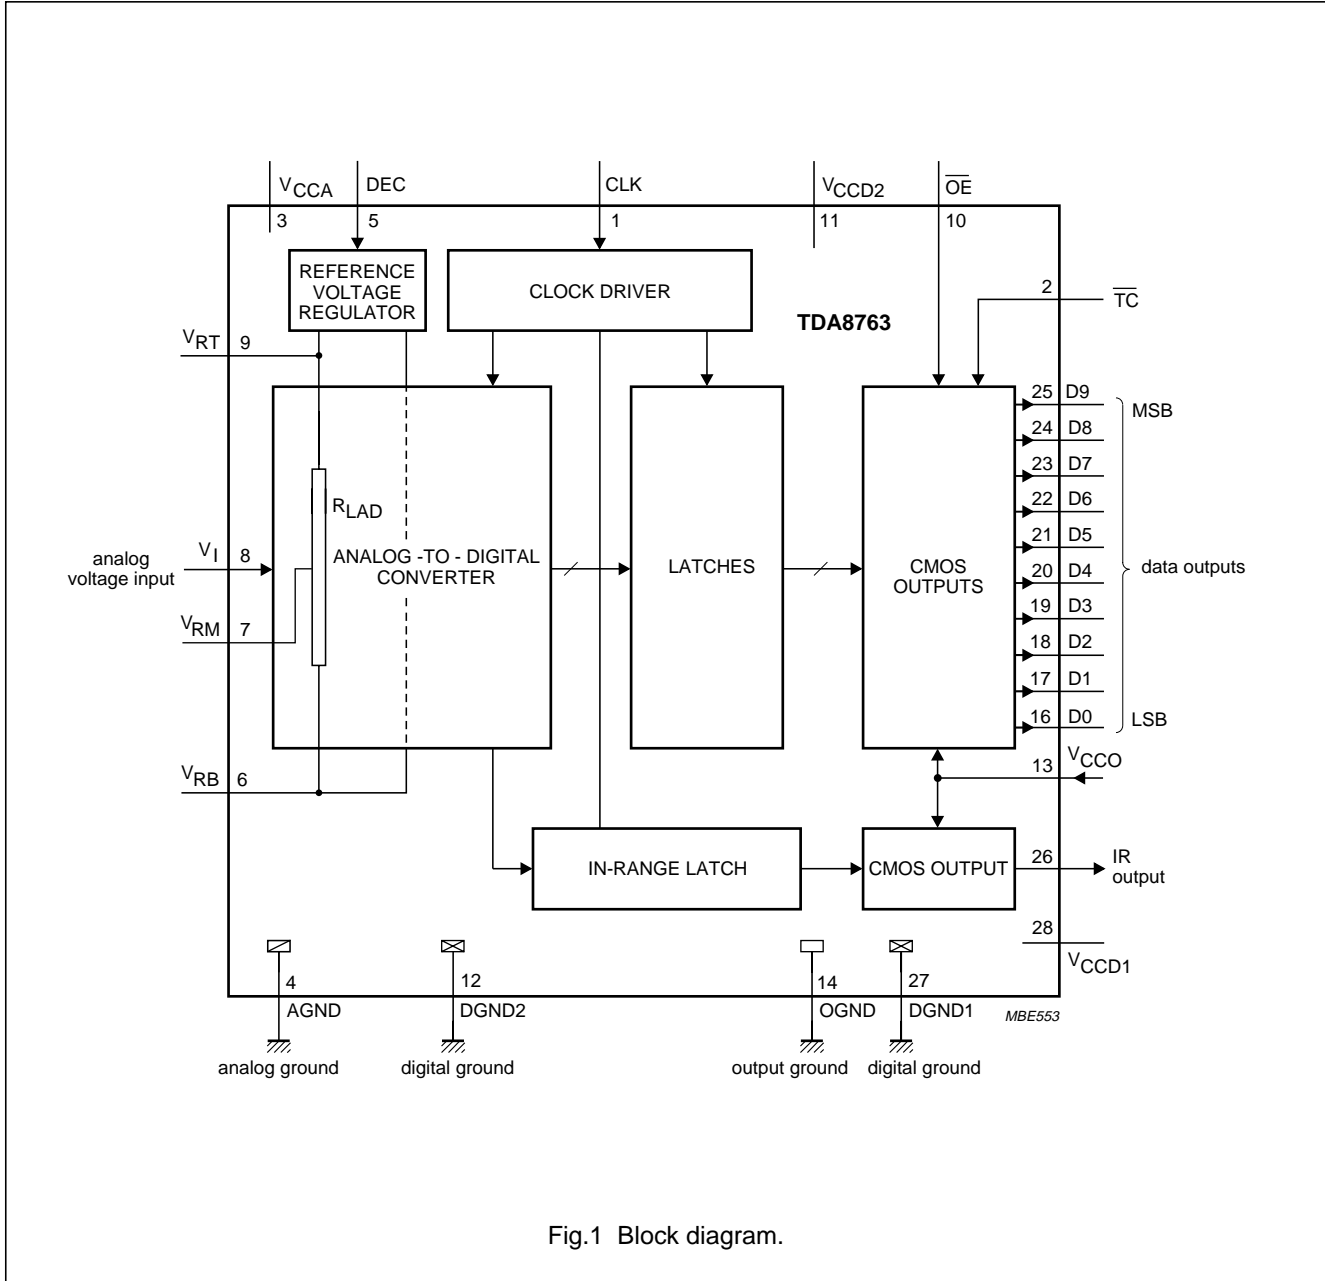 VCCA
DEC
CLK
VCCD2
OE
3
5
1
11
10
REFERENCE
VOLTAGE
REGULATOR
CLOCK DRIVER
2
TC
TDA8763
VRT
9
25
D9
MSB
24
D8
23
D7
22
D6
21
D5
20
D4
19
D3
18
D2
17
D1
16
D0
LSB
data outputs
RLAD
analog
voltage input
VI
8
ANALOG -TO - DIGITAL
CONVERTER
LATCHES
CMOS
OUTPUTS
VRM
7
VRB
6
13
VCCO
IN-RANGE LATCH
CMOS OUTPUT
26
IR
output
28
VCCD1
4
12
14
27
AGND
DGND2
OGND
DGND1
MBE553
analog ground
digital ground
output ground
digital ground
Fig.1 Block diagram.